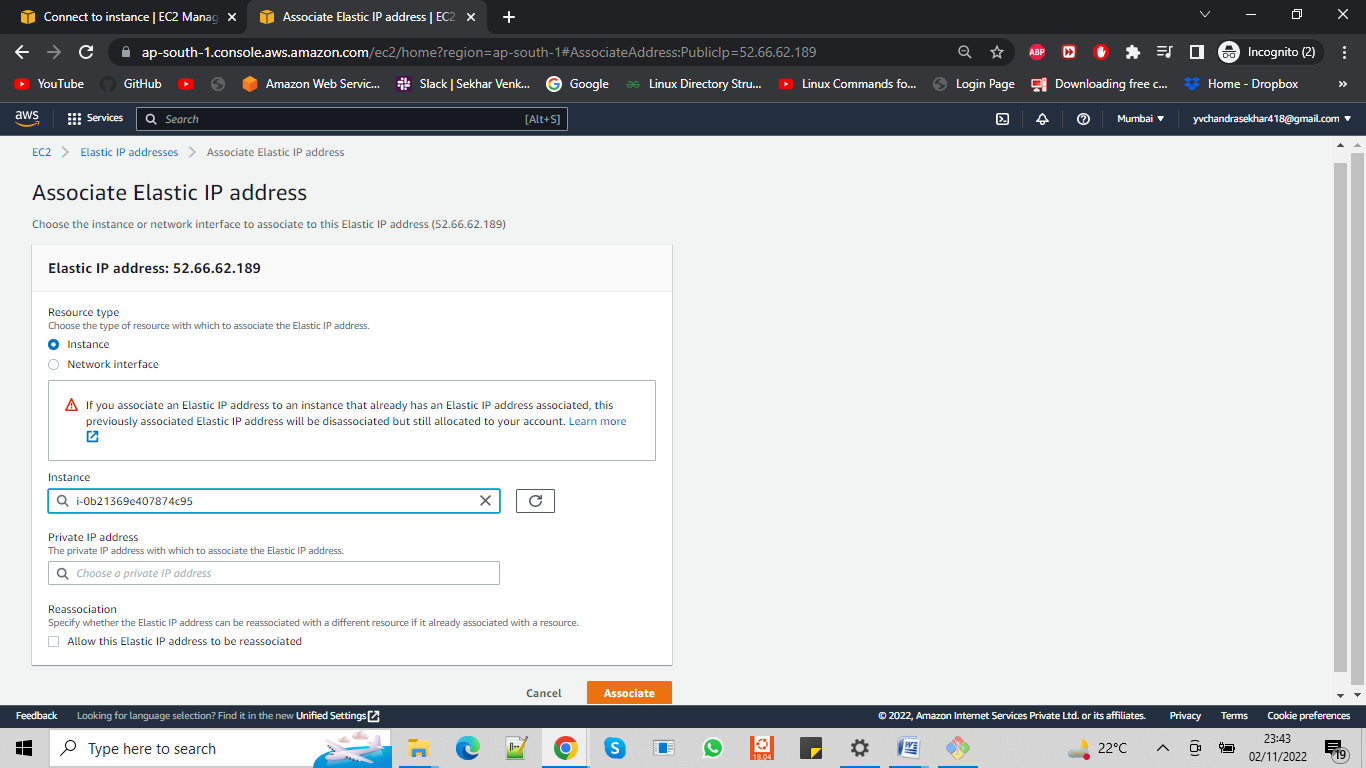 Connect to instance | EC2 Manag
Associate Elastic IP address | EC2
ap-south-1.console.aws.amazon.com/ec2/home?region=ap-south-1#AssociateAddress:PublicIp=52.66.62.189
ABP
Incognito (2)
YouTube
GitHub
Amazon Web Servic...
Slack | Sekhar Venk...
Google
Linux Directory Stru...
Linux Commands fo...
Login Page
Downloading free c...
Home - Dropbox
»
aws
Services
Search
[Alt+S]
Mumbai
yvchandrasekhar418@gmail.com
EC2
Elastic IP addresses
Associate Elastic IP address
Associate Elastic IP address
Choose the instance or network interface to associate to this Elastic IP address (52.66.62.189)
Elastic IP address: 52.66.62.189
Resource type
Choose the type of resource with which to associate the Elastic IP address.
Instance
Network interface
If you associate an Elastic IP address to an instance that already has an Elastic IP address associated, this
previously associated Elastic IP address will be disassociated but still allocated to your account. Learn more
Instance
i-0b21369e407874c95
Private IP address
The private IP address with which to associate the Elastic IP address.
Choose a private IP address
Reassociation
Specify whether the Elastic IP address can be reassociated with a different resource if it already associated with a resource.
Allow this Elastic IP address to be reassociated
Cancel
Associate
Feedback
Looking for language selection? Find it in the new Unified Settings
© 2022, Amazon Internet Services Private Ltd. or its affiliates.
Privacy
Terms
Cookie preferences
Type here to search
18.04
22°C
23:43
02/11/2022
19